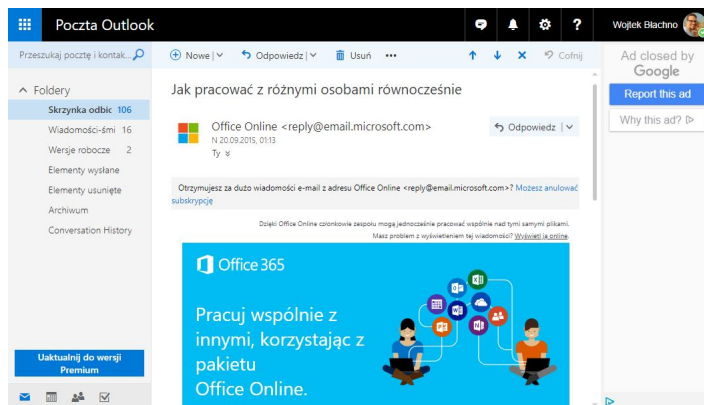 Poczta Outlook
Wojtek Błachno
Przeszukaj pocztę i kontak...
Nowe
Odpowiedz
Usuń
Cofnij
Foldery
Skrzynka odbic 106
Wiadomości-śmi 16
Wersje robocze 2
Elementy wysłane
Elementy usunięte
Archiwum
Conversation History
Uaktualnij do wersji
Premium
Jak pracować z różnymi osobami równocześnie
Office Online <reply@email.microsoft.com>
N 20.09.2015, 01:13
Ty
Odpowiedz
Otrzymujesz za dużo wiadomości e-mail z adresu Office Online <reply@email.microsoft.com>? Możesz anulować
subskrypcję
Dzięki Office Online członkowie zespołu mogą jednocześnie pracować wspólnie nad tymi samymi plikami.
Masz problem z wyświetleniem tej wiadomości? Wyświetl ją online.
Office 365
Pracuj wspólnie z
innymi, korzystając z
pakietu
Office Online.
Ad closed by
Google
Report this ad
Why this ad?